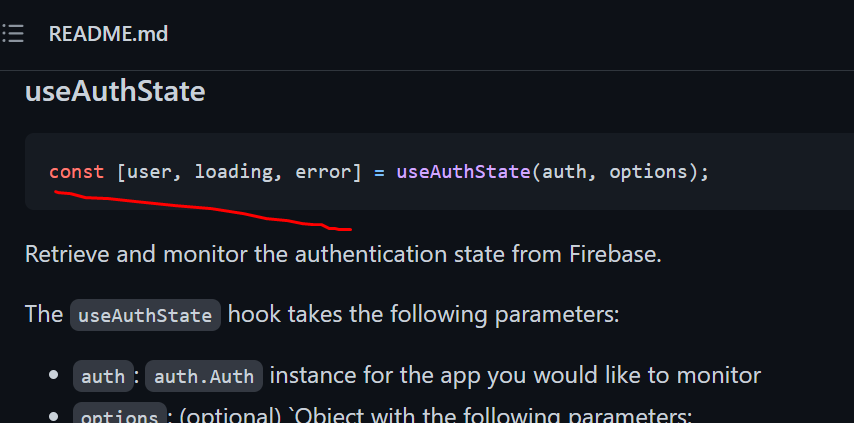 README.md
useAuthState
const [user, loading, error] = useAuthState(auth, options);
Retrieve and monitor the authentication state from Firebase.
The useAuthState hook takes the following parameters:
• auth: auth.Auth instance for the app you would like to monitor
• options: (optional) `Object with the following parameters: